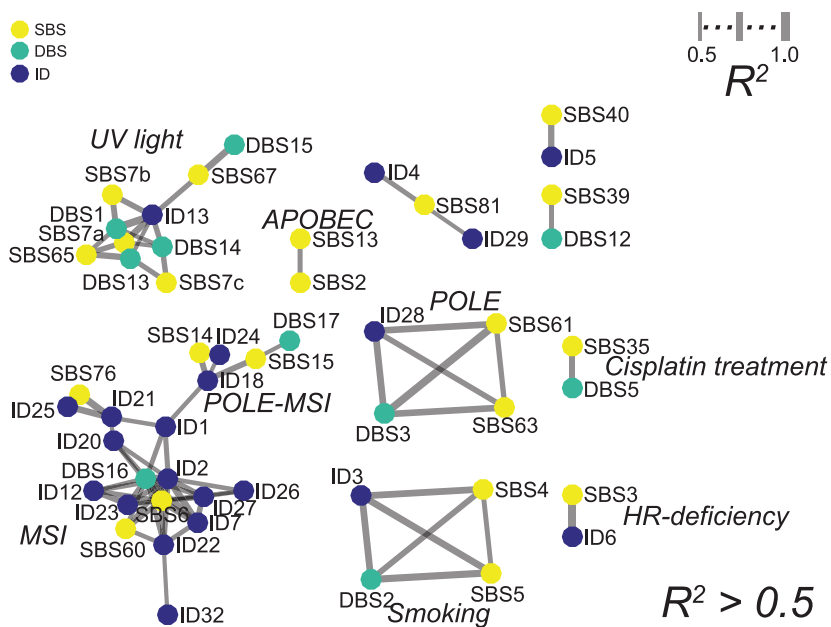 SBS
DBS
ID
0.5
1.0
R²
UV light
DBS15
SBS7b
SBS67
DBS1
ID13
SBS7a
SBS65
DBS14
DBS13
SBS7c
APOBEC
SBS13
SBS2
ID4
SBS81
ID29
SBS40
ID5
SBS39
DBS12
DBS17
SBS14
ID24
SBS15
ID18
POLE-MSI
SBS76
ID21
ID25
ID1
ID20
DBS16
ID2
ID12
ID26
ID23
SBS6
ID27
ID7
MSI
SBS60
ID22
ID32
POLE
ID28
SBS61
DBS3
SBS63
SBS35
Cisplatin treatment
DBS5
ID3
SBS4
DBS2
SBS5
Smoking
SBS3
HR-deficiency
ID6
R² > 0.5